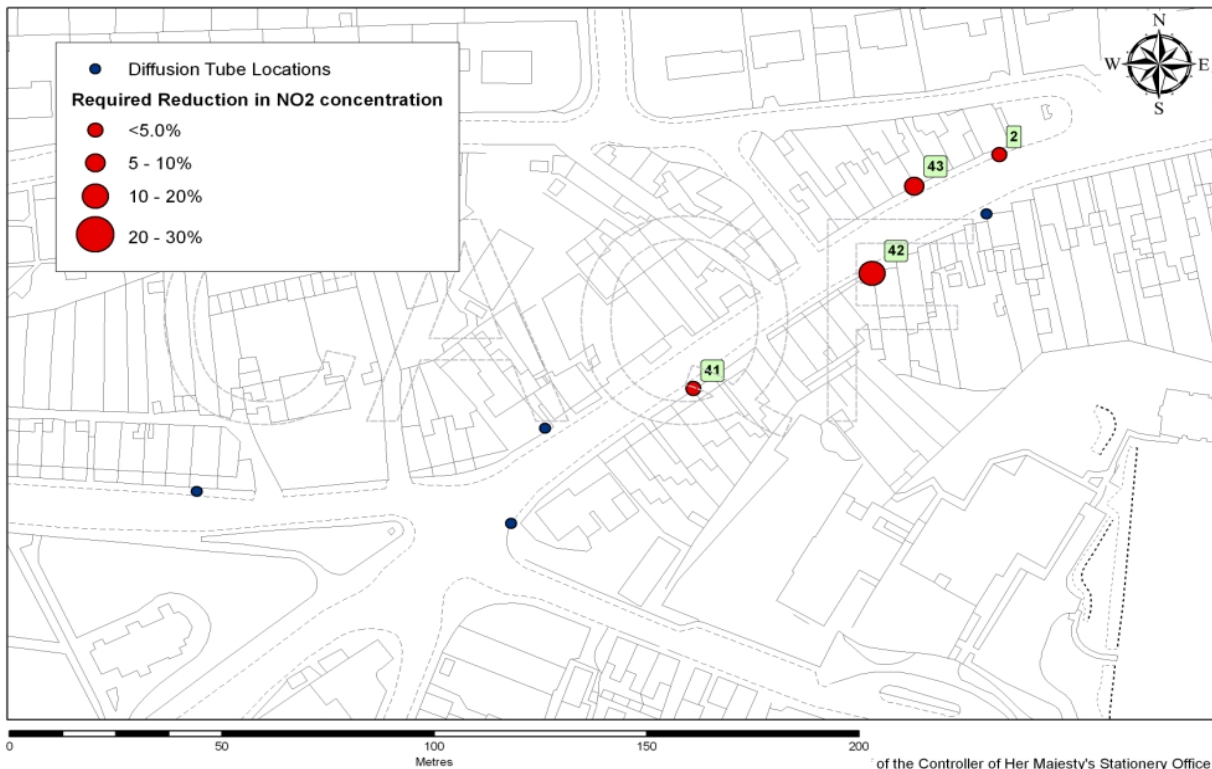 N
W E
S
Diffusion Tube Locations
Required Reduction in NO2 concentration
<5.0%
5 - 10%
10 - 20%
20 - 30%
2
43
42
41
0 50 100 150 200
Metres
of the Controller of Her Majesty's Stationery Office